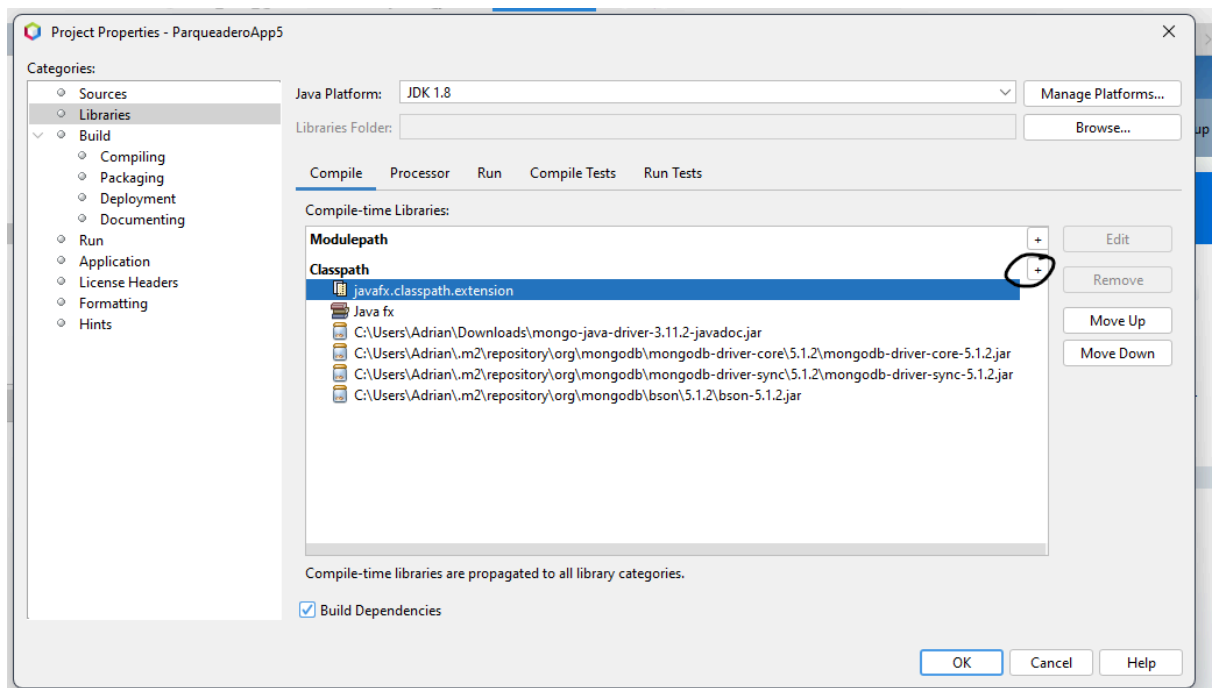 Project Properties - ParqueaderoApp5
Categories:
Sources
Libraries
Build
Compiling
Packaging
Deployment
Documenting
Run
Application
License Headers
Formatting
Hints
Java Platform: JDK 1.8 Manage Platforms...
Libraries Folder: Browse...
Compile Processor Run Compile Tests Run Tests
Compile-time Libraries:
Modulepath + Edit
Classpath + Remove
javafx.classpath.extension
Java fx Move Up
C:\Users\Adrian\Downloads\mongo-java-driver-3.11.2-javadoc.jar
C:\Users\Adrian\.m2\repository\org\mongodb\mongodb-driver-core\5.1.2\mongodb-driver-core-5.1.2.jar Move Down
C:\Users\Adrian\.m2\repository\org\mongodb\mongodb-driver-sync\5.1.2\mongodb-driver-sync-5.1.2.jar
C:\Users\Adrian\.m2\repository\org\mongodb\bson\5.1.2\bson-5.1.2.jar
Compile-time libraries are propagated to all library categories.
Build Dependencies
OK Cancel Help